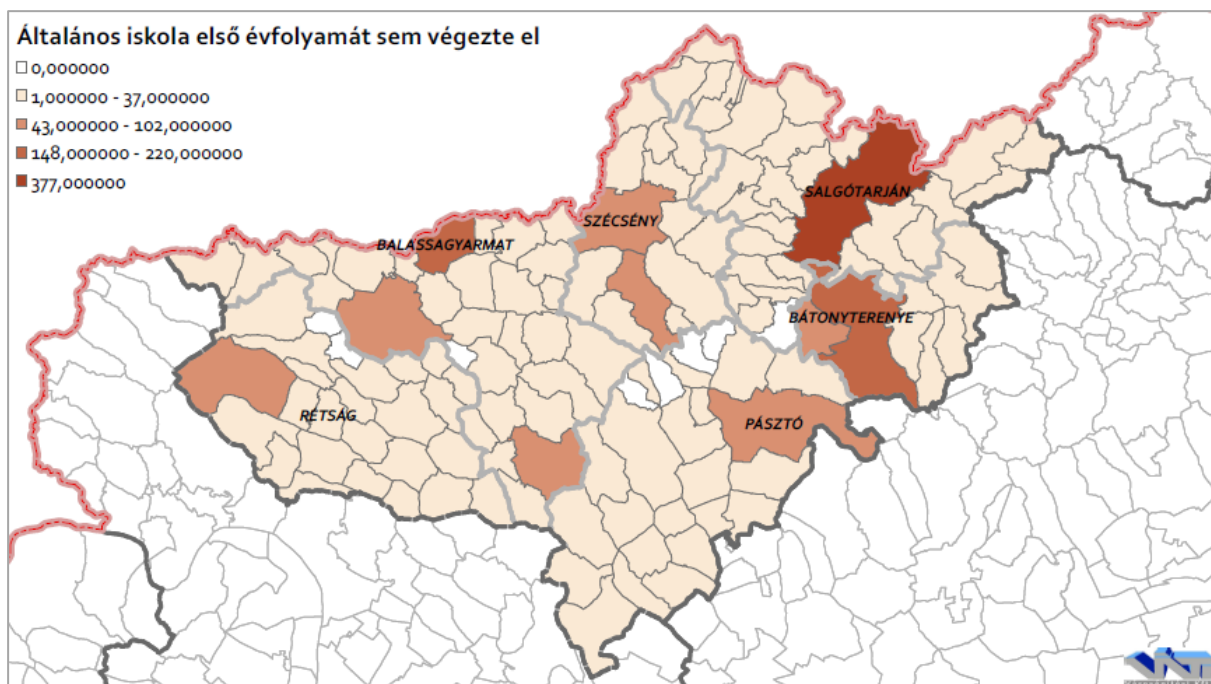 Általános iskola első évfolyamát sem végezte el
0,000000
1,000000 - 37,000000
43,000000 - 102,000000
148,000000 - 220,000000
377,000000
SALGÓTARJÁN
SZÉCSÉNY
BALASSAGYARMAT
BÁTONYTERENYE
RÉTSÁG
PÁSZTÓ
VÁTI